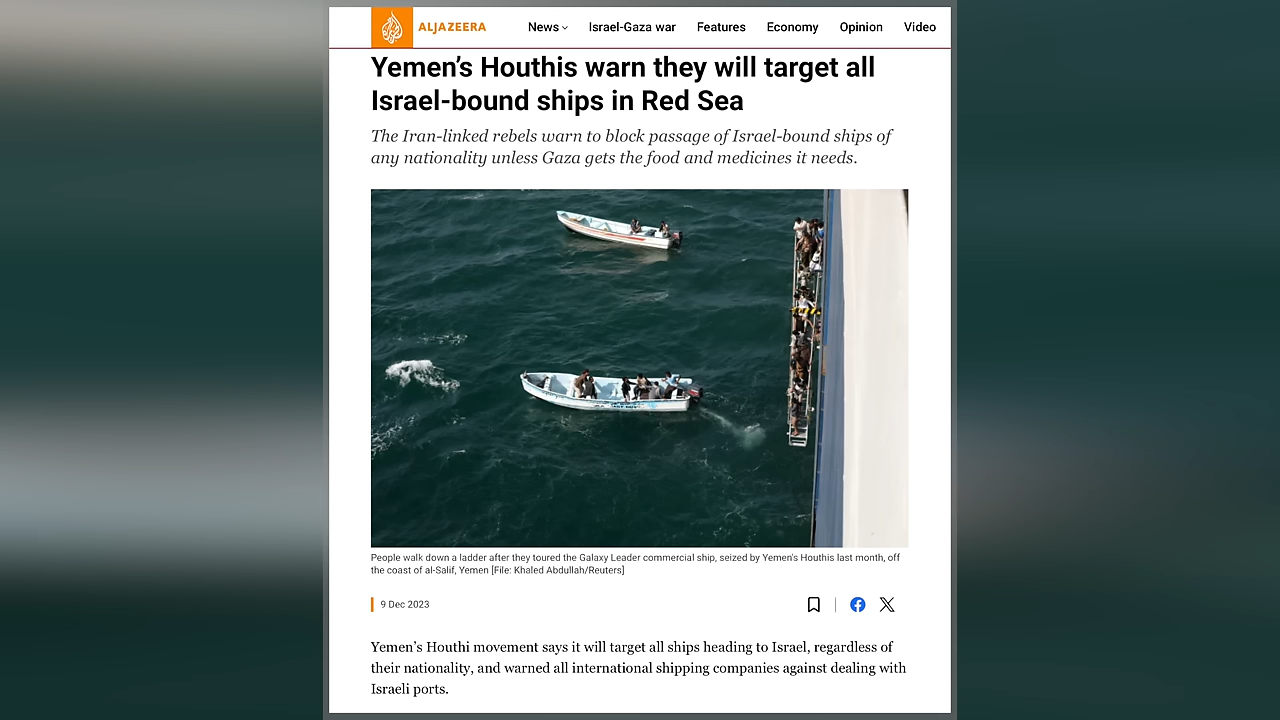 ALJAZEERA News Israel-Gaza war Features Economy Opinion Video
Yemen’s Houthis warn they will target all
Israel-bound ships in Red Sea
The Iran-linked rebels warn to block passage of Israel-bound ships of
any nationality unless Gaza gets the food and medicines it needs.
People walk down a ladder after they toured the Galaxy Leader commercial ship, seized by Yemen's Houthis last month, off
the coast of al-Salif, Yemen [File: Khaled Abdullah/Reuters]
9 Dec 2023
Yemen’s Houthi movement says it will target all ships heading to Israel, regardless of
their nationality, and warned all international shipping companies against dealing with
Israeli ports.